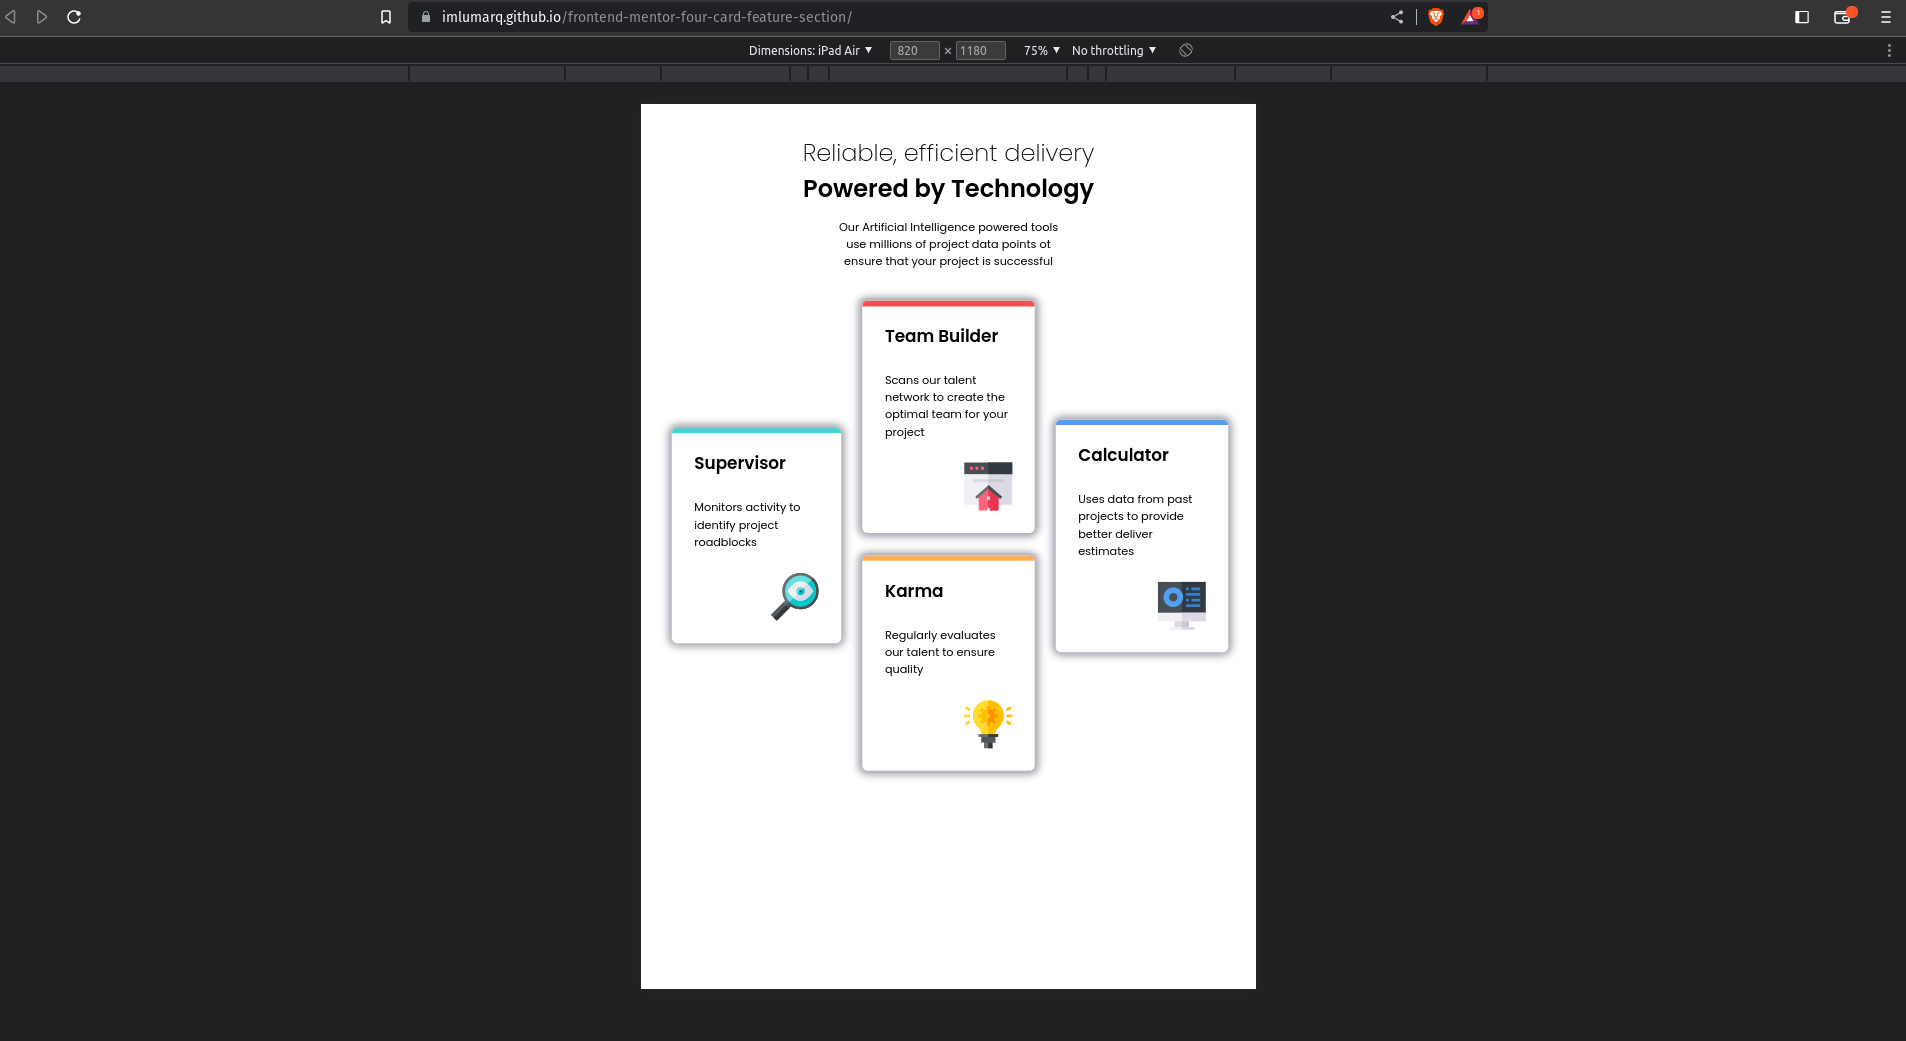 imlumarq.github.io/frontend-mentor-four-card-feature-section/
1
Dimensions: iPad Air 820 × 1180 75% No throttling
Reliable, efficient delivery
Powered by Technology
Our Artificial Intelligence powered tools
use millions of project data points ot
ensure that your project is successful
Team Builder
Scans our talent
network to create the
optimal team for your
project
Supervisor
Monitors activity to
identify project
roadblocks
Calculator
Uses data from past
projects to provide
better deliver
estimates
Karma
Regularly evaluates
our talent to ensure
quality